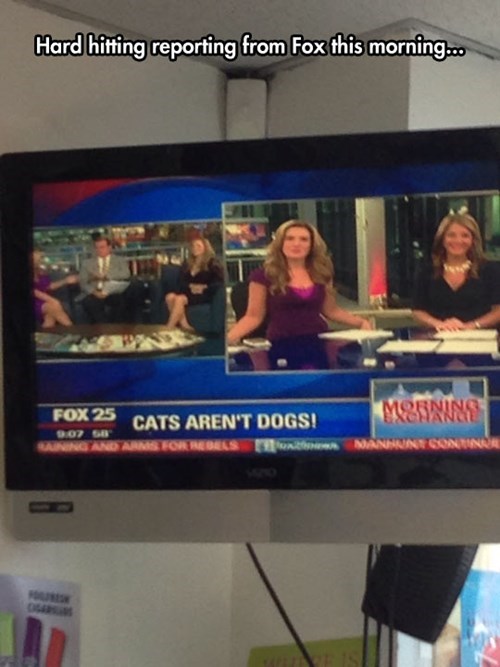 Hard hitting reporting from Fox this morning...
FOX 25
9:07 58°
CATS AREN'T DOGS!
MORNING
EXCHANGE
RAINING AND ARMS FOR REBELS
MANHUNT CONTINUE
VIZIO